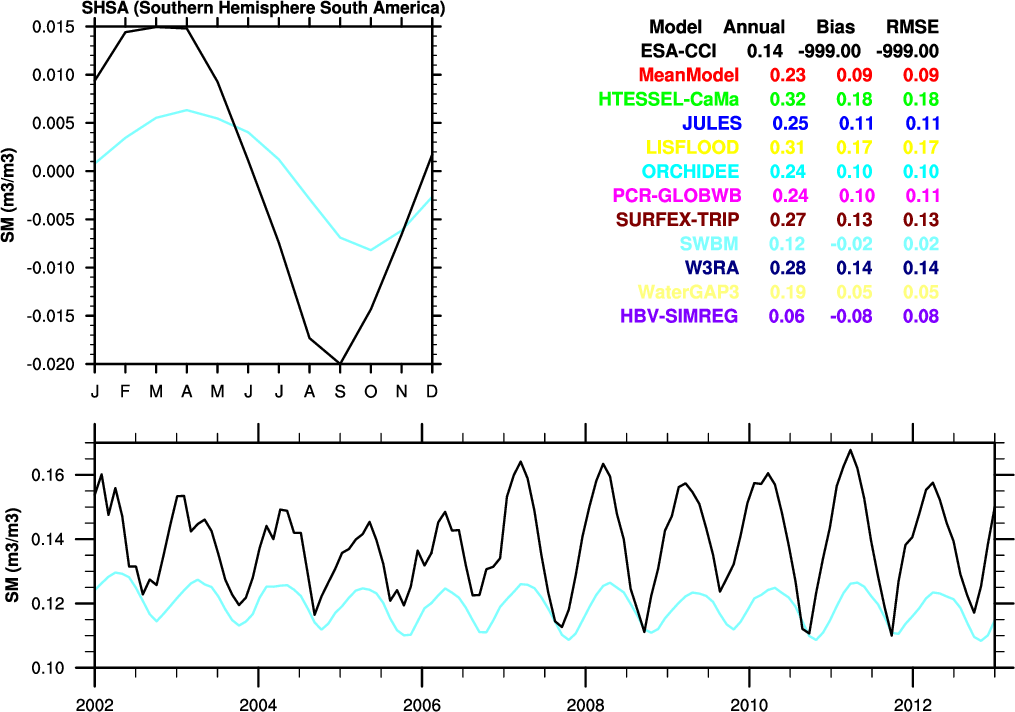 SHSA (Southern Hemisphere South America)
0.015
0.010
0.005
0.000
-0.005
-0.010
-0.015
-0.020
SM (m3/m3)
J F M A M J J A S O N D
Model Annual Bias RMSE
ESA-CCI 0.14 -999.00 -999.00
MeanModel 0.23 0.09 0.09
HTESSEL-CaMa 0.32 0.18 0.18
JULES 0.25 0.11 0.11
LISFLOOD 0.31 0.17 0.17
ORCHIDEE 0.24 0.10 0.10
PCR-GLOBWB 0.24 0.10 0.11
SURFEX-TRIP 0.27 0.13 0.13
SWBM 0.12 -0.02 0.02
W3RA 0.28 0.14 0.14
WaterGAP3 0.19 0.05 0.05
HBV-SIMREG 0.06 -0.08 0.08
0.16
0.14
0.12
0.10
SM (m3/m3)
2002 2004 2006 2008 2010 2012